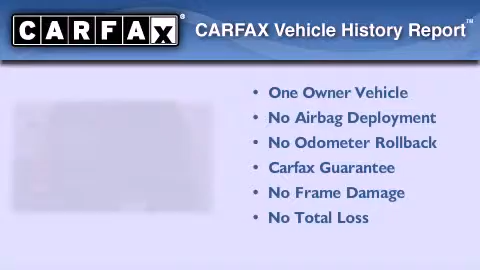 CARFAX® CARFAX Vehicle History Report™
• One Owner Vehicle
• No Airbag Deployment
• No Odometer Rollback
• Carfax Guarantee
• No Frame Damage
• No Total Loss